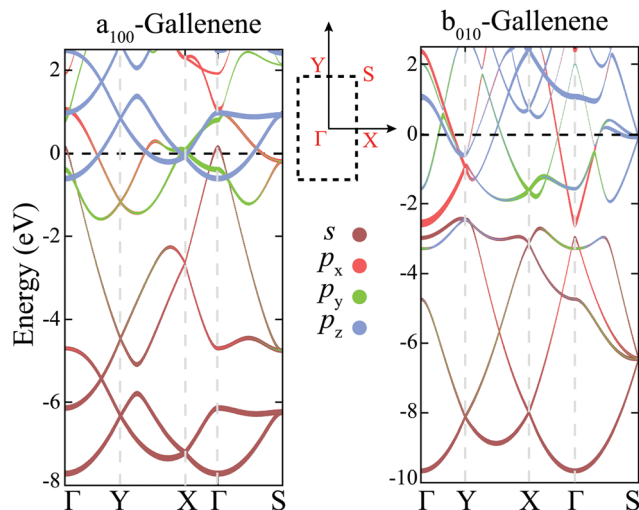 a100-Gallenene
b010-Gallenene
Y
S
Γ
X
Energy (eV)
2
0
-2
-4
-6
-8
Γ
Y
X
Γ
S
s
px
py
pz
2
0
-2
-4
-6
-8
-10
Γ
Y
X
Γ
S